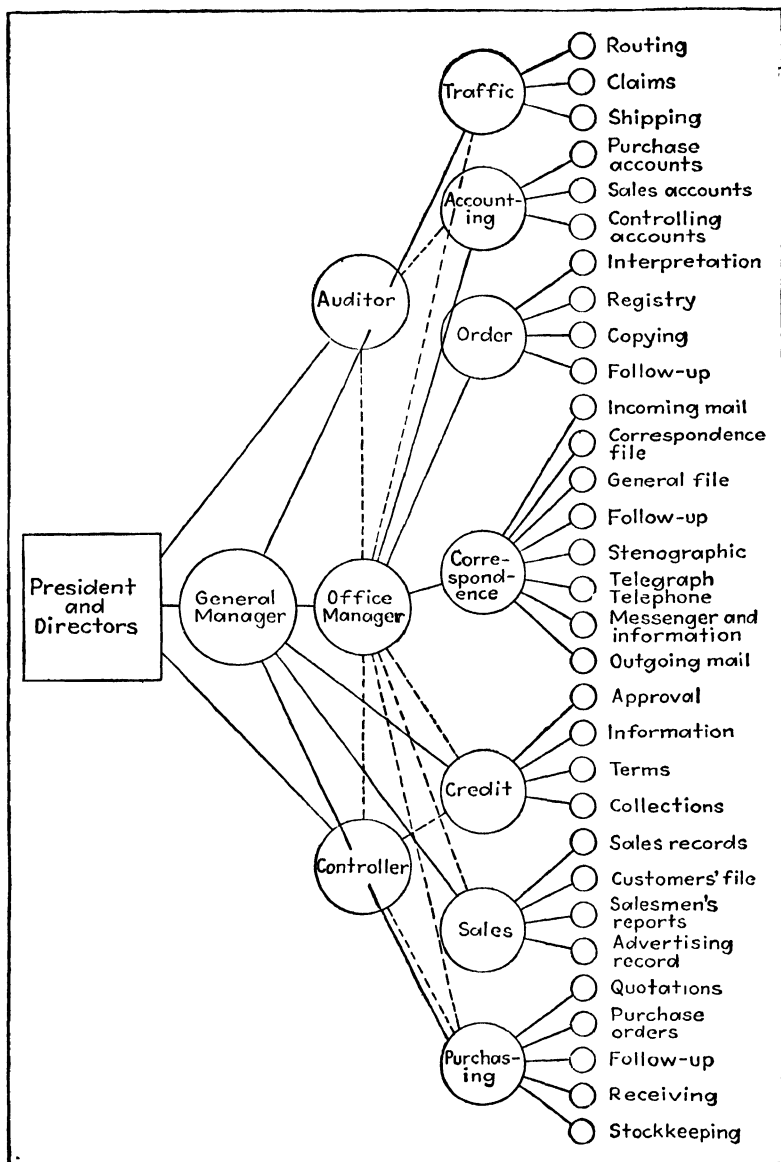 President
and
Directors
General
Manager
Auditor
Office
Manager
Controller
Traffic
Routing
Claims
Shipping
Account-
ing
Purchase
accounts
Sales accounts
Controlling
accounts
Order
Interpretation
Registry
Copying
Follow-up
Corre-
spond-
ence
Incoming mail
Correspondence
file
General file
Follow-up
Stenographic
Telegraph
Telephone
Messenger and
information
Outgoing mail
Credit
Approval
Information
Terms
Collections
Sales
Sales records
Customers' file
Salesmen's
reports
Advertising
record
Purchas-
ing
Quotations
Purchase
orders
Follow-up
Receiving
Stockkeeping